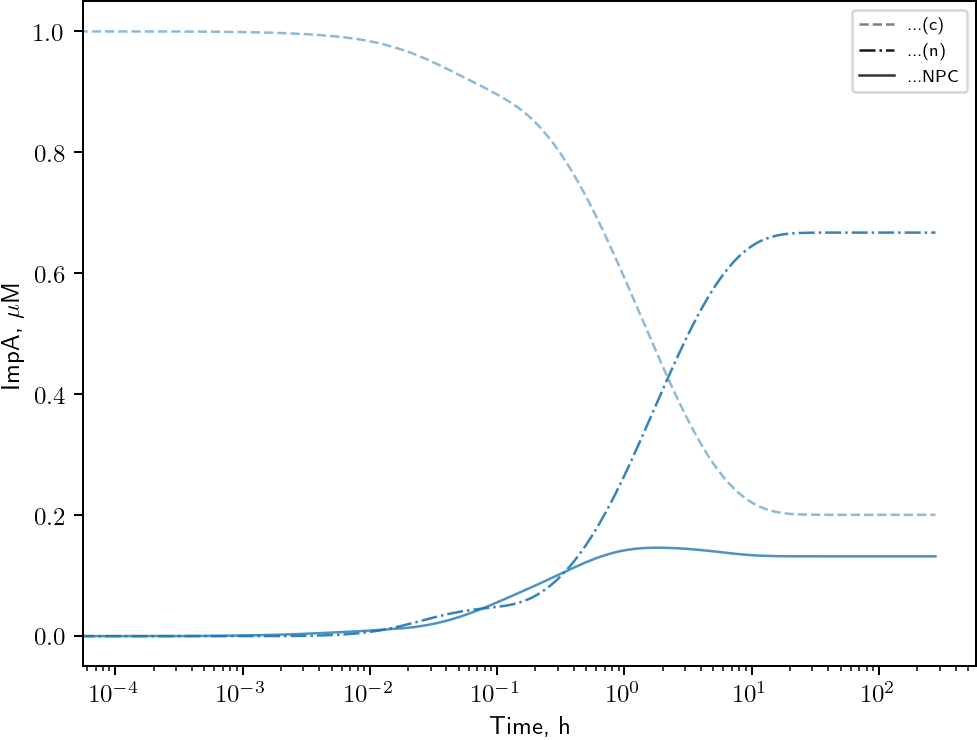 ...(c)
...(n)
...NPC
ImpA, μM
1.0
0.8
0.6
0.4
0.2
0.0
10⁻⁴ 10⁻³ 10⁻² 10⁻¹ 10⁰ 10¹ 10²
Time, h